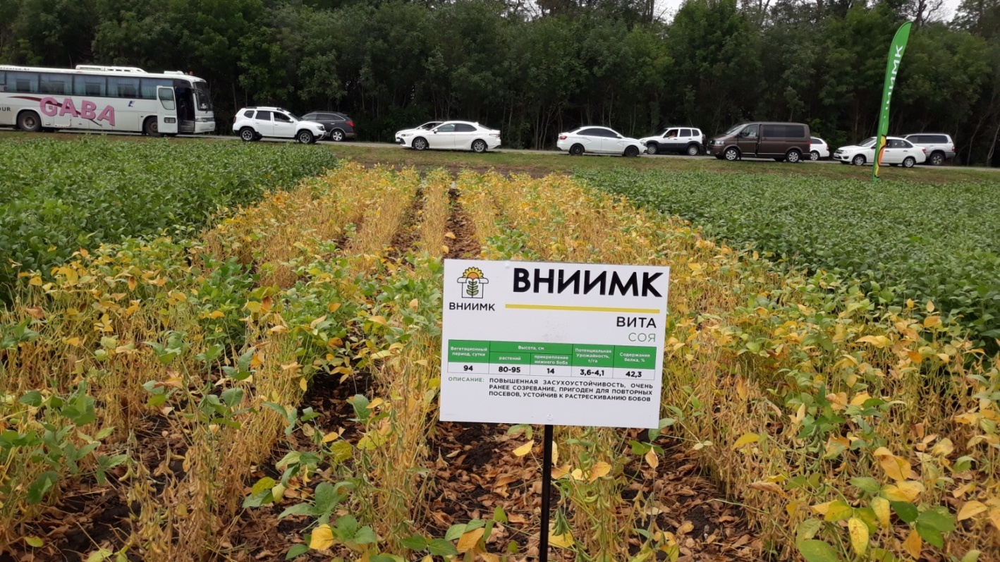 GABA
ВНИИМК
ВНИИМК
ВНИИМК
ВИТА
СОЯ
Вегетационный период, сутки
Высота, см
растений
прикрепление нижнего боба
Потенциальная Урожайность, т/га
Содержание белка, %
94
80-95
14
3,6-4,1
42,3
ОПИСАНИЕ: ПОВЫШЕННАЯ ЗАСУХОУСТОЙЧИВОСТЬ, ОЧЕНЬ
РАНЕЕ СОЗРЕВАНИЕ, ПРИГОДЕН ДЛЯ ПОВТОРНЫХ
ПОСЕВОВ, УСТОЙЧИВ К РАСТРЕСКИВАНИЮ БОБОВ